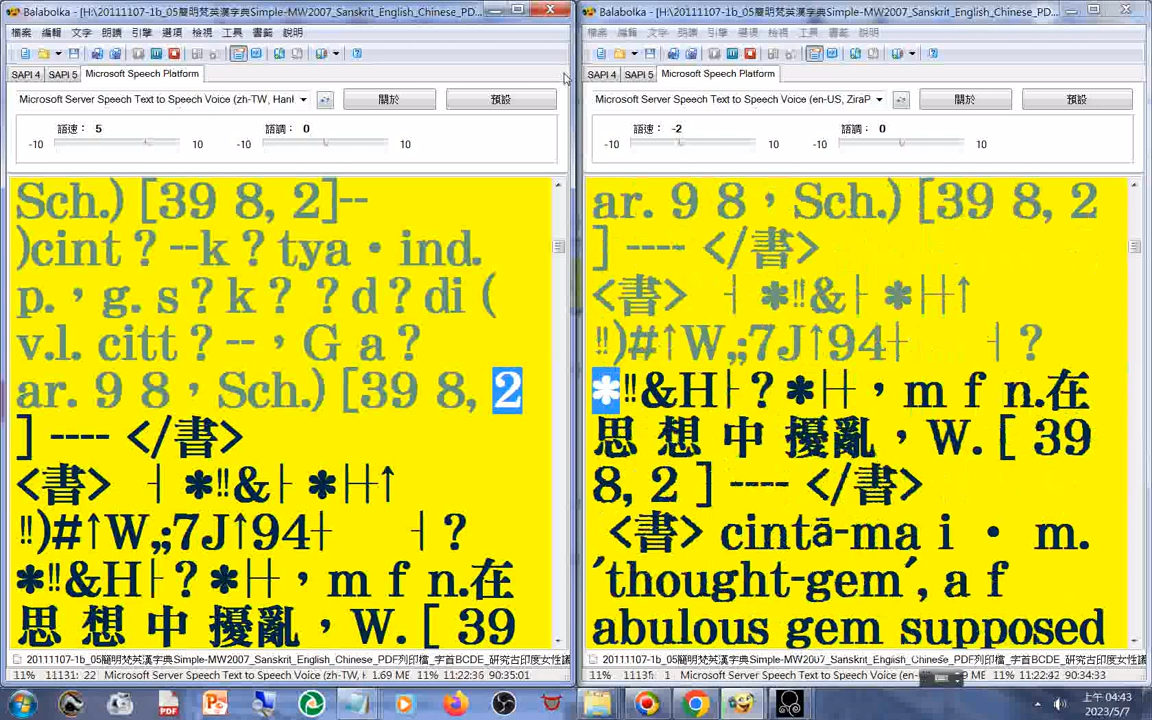 Balabolka - [H:\20111107-1b_05簡明梵英漢字典Simple-MW2007_Sanskrit_English_Chinese_PD...
檔案 編輯 文字 朗讀 引擎 選項 檢視 工具 書籤 說明
SAPI 4 SAPI 5 Microsoft Speech Platform
Microsoft Server Speech Text to Speech Voice (zh-TW, Hanl 關於 預設
語速： 5 語調： 0
-10 10 -10 10
Sch.) [39 8, 2]--
)cint？--k？tya•ind.
p.，g. s？k？ ？d？di (
v.l. citt？--，G a？
ar. 9 8，Sch.) [39 8, 2
] ---- </書>
<書> ┤✽‼&├✽┼┤↑
‼)#↑W,;7J↑94┼ ┤？
✽‼&H├？✽├┼，m f n.在
思 想 中 擾亂，W. [ 39
20111107-1b_05簡明梵英漢字典Simple-MW2007_Sanskrit_English_Chinese_PDF列印檔_字首BCDE_研究古印度女性議
11% 11131: 22 Microsoft Server Speech Text to Speech Voice (zh-TW, H 1.69 MB 11% 11:22:36 90:35:01
Balabolka - [H:\20111107-1b_05簡明梵英漢字典Simple-MW2007_Sanskrit_English_Chinese_PD...
檔案 編輯 文字 朗讀 引擎 選項 檢視 工具 書籤 說明
SAPI 4 SAPI 5 Microsoft Speech Platform
Microsoft Server Speech Text to Speech Voice (en-US, ZiraP 關於 預設
語速： -2 語調： 0
-10 10 -10 10
ar. 9 8，Sch.) [39 8, 2
] ---- </書>
<書> ┤✽‼&├✽├┼↑
‼)#↑W,;7J↑94┼ ┤？
✽‼&H├？✽├┼，m f n.在
思 想 中 擾亂，W. [ 39
8, 2 ] ---- </書>
<書> cintā-ma i • m.
'thought-gem', a f
abulous gem supposed
20111107-1b_05簡明梵英漢字典Simple-MW2007_Sanskrit_English_Chinese_PDF列印檔_字首BCDE_研究古印度女性議
11% 1113 1 Microsoft Server Speech Text to Speech Voice (en-US, 11% 11:22:42 90:34:33
上午 04:43
2023/5/7